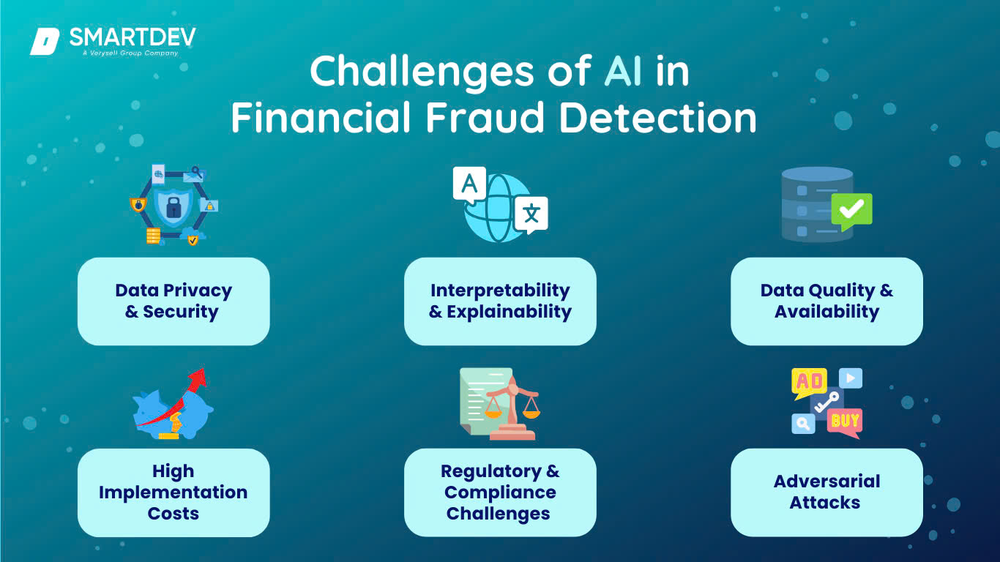 SMARTDEV
A Verysell Group Company
Challenges of AI in
Financial Fraud Detection
A
文
Data Privacy
& Security
Interpretability
& Explainability
Data Quality &
Availability
AD
BUY
High
Implementation
Costs
Regulatory &
Compliance
Challenges
Adversarial
Attacks